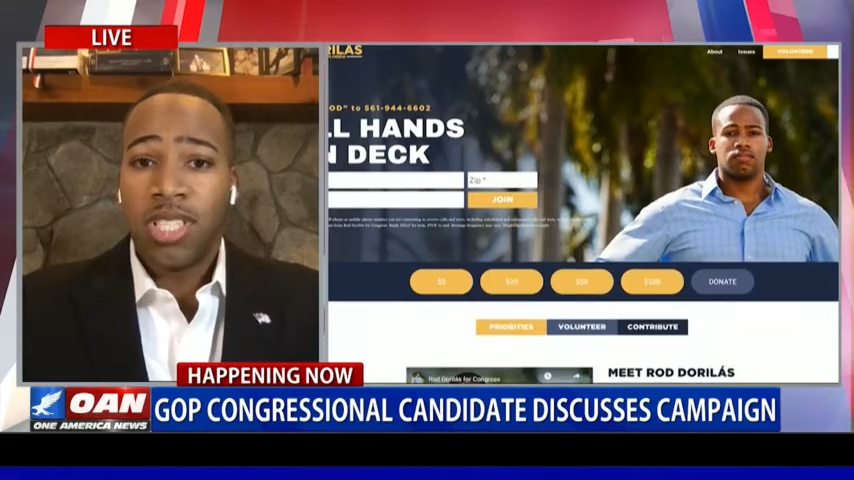 LIVE
RILAS
About
Issues
VOLUNTEER
OD" to 561-944-6602
LL HANDS
N DECK
Zip *
JOIN
$5
$20
$50
$100
DONATE
PRIORITIES
VOLUNTEER
CONTRIBUTE
Rod Dorilás for Congress
MEET ROD DORILÁS
HAPPENING NOW
OAN
ONE AMERICA NEWS
GOP CONGRESSIONAL CANDIDATE DISCUSSES CAMPAIGN